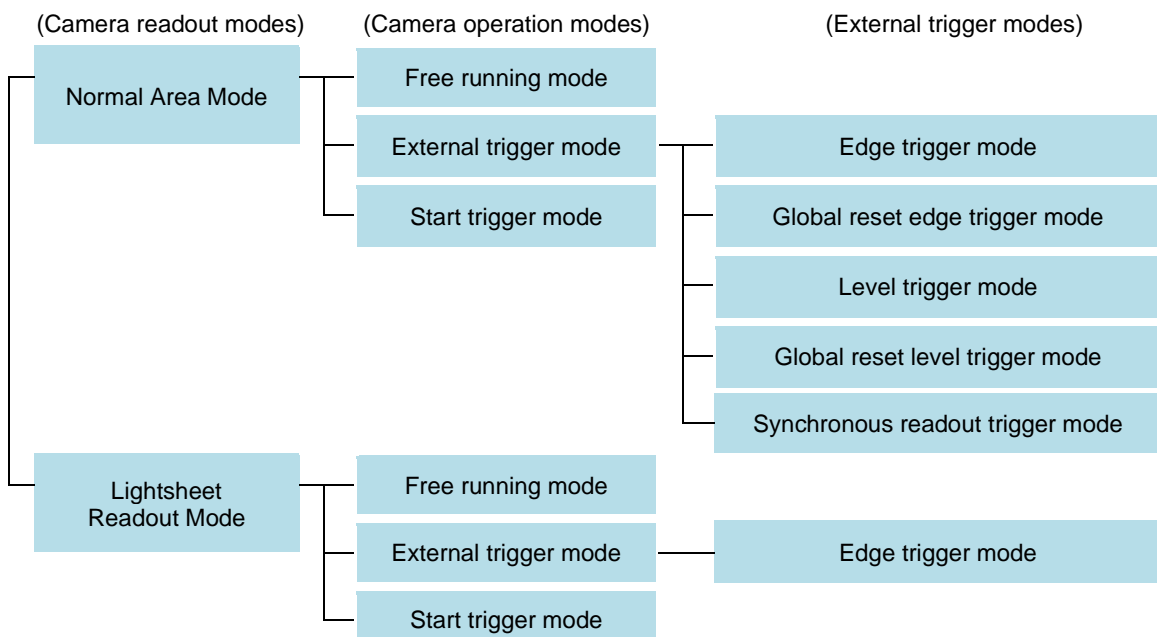 (Camera readout modes) (Camera operation modes) (External trigger modes)
Normal Area Mode
Free running mode
External trigger mode
Edge trigger mode
Start trigger mode
Global reset edge trigger mode
Level trigger mode
Global reset level trigger mode
Synchronous readout trigger mode
Lightsheet
Readout Mode
Free running mode
External trigger mode
Edge trigger mode
Start trigger mode